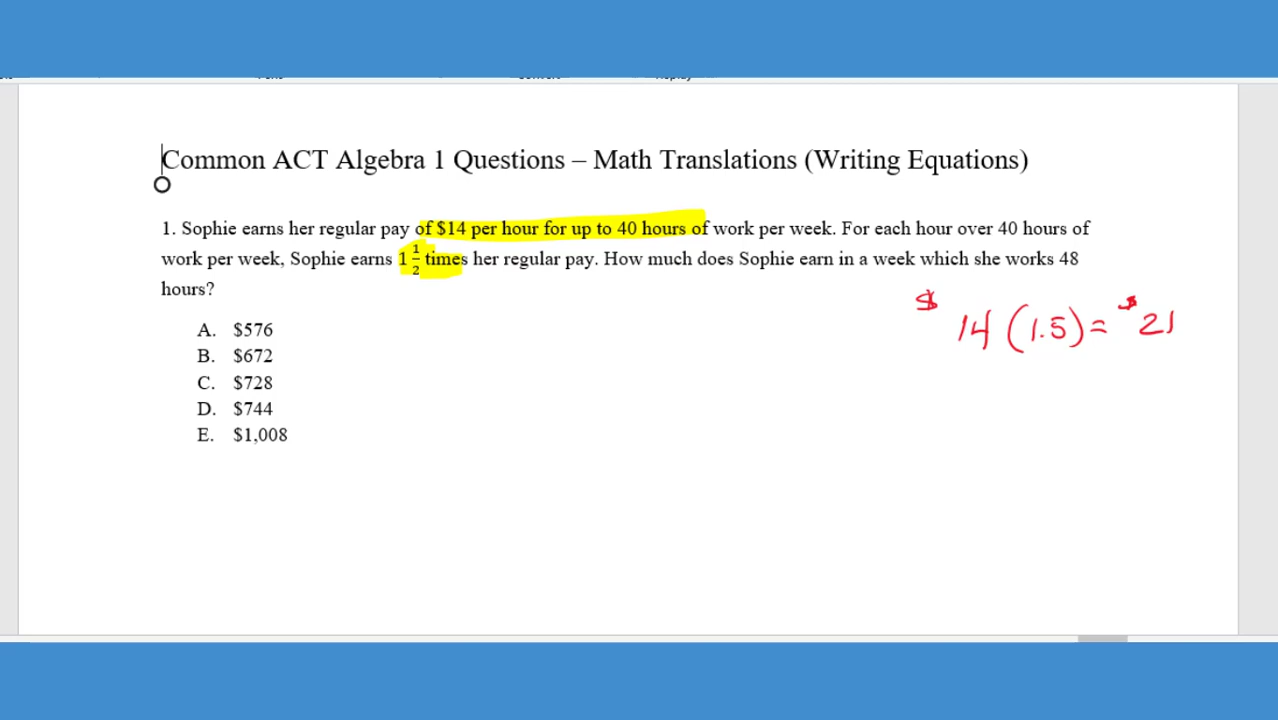 Common ACT Algebra 1 Questions – Math Translations (Writing Equations)
1. Sophie earns her regular pay of $14 per hour for up to 40 hours of work per week. For each hour over 40 hours of
work per week, Sophie earns 1 1/2 times her regular pay. How much does Sophie earn in a week which she works 48
hours?
$14(1.5)=$21
A. $576
B. $672
C. $728
D. $744
E. $1,008